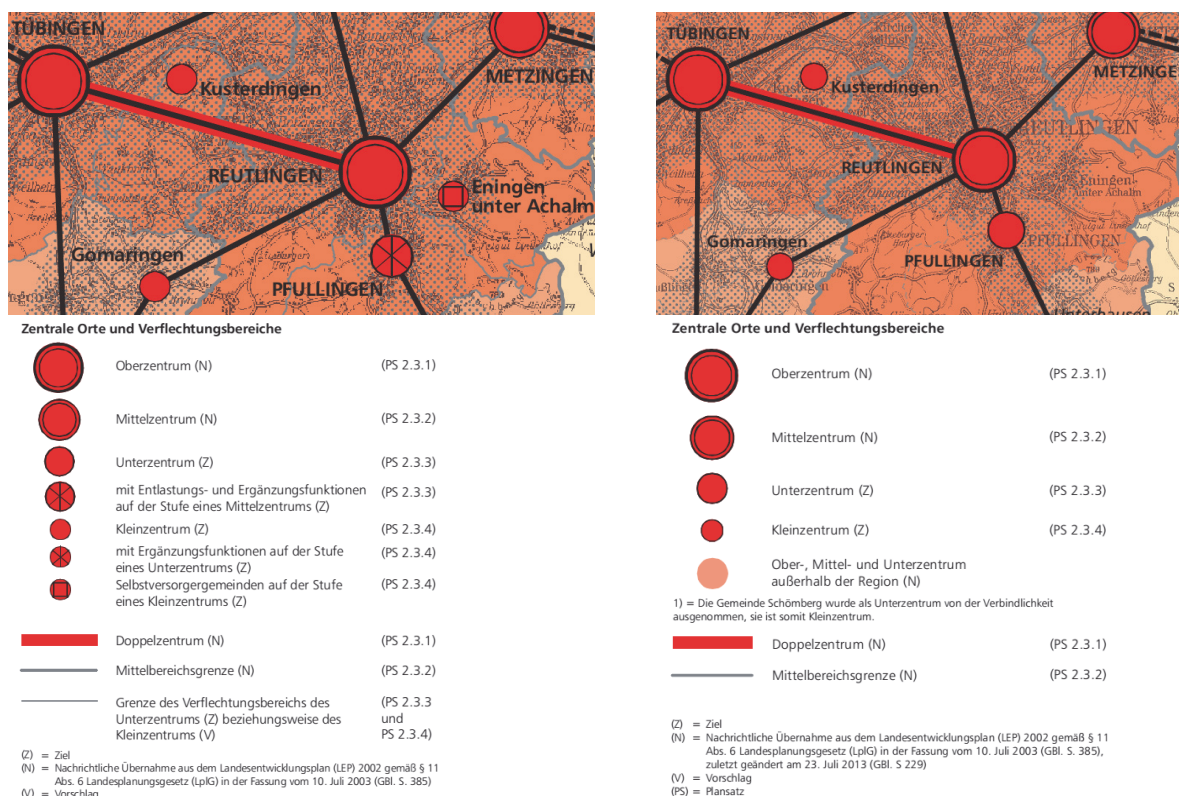 TÜBINGEN
Kusterdingen
METZINGEN
REUTLINGEN
Eningen
unter Achalm
Gomaringen
PFULLINGEN
Zentrale Orte und Verflechtungsbereiche
Oberzentrum (N) (PS 2.3.1)
Mittelzentrum (N) (PS 2.3.2)
Unterzentrum (Z) (PS 2.3.3)
mit Entlastungs- und Ergänzungsfunktionen (PS 2.3.3)
auf der Stufe eines Mittelzentrums (Z)
Kleinzentrum (Z) (PS 2.3.4)
mit Ergänzungsfunktionen auf der Stufe (PS 2.3.4)
eines Unterzentrums (Z)
Selbstversorgergemeinden auf der Stufe (PS 2.3.4)
eines Kleinzentrums (Z)
Doppelzentrum (N) (PS 2.3.1)
Mittelbereichsgrenze (N) (PS 2.3.2)
Grenze des Verflechtungsbereichs des (PS 2.3.3
Unterzentrums (Z) beziehungsweise des und
Kleinzentrums (V) PS 2.3.4)
(Z) = Ziel
(N) = Nachrichtliche Übernahme aus dem Landesentwicklungsplan (LEP) 2002 gemäß § 11
Abs. 6 Landesplanungsgesetz (LplG) in der Fassung vom 10. Juli 2003 (GBl. S. 385)
(V) = Vorschlag
TÜBINGEN
Kusterdingen
METZINGE
REUTLINGEN
REUTLINGEN
Eningen
unter Achalm
Gomaringen
PFULLINGEN
PFULLINGEN
Unterhausen
Zentrale Orte und Verflechtungsbereiche
Oberzentrum (N) (PS 2.3.1)
Mittelzentrum (N) (PS 2.3.2)
Unterzentrum (Z) (PS 2.3.3)
Kleinzentrum (Z) (PS 2.3.4)
Ober-, Mittel- und Unterzentrum
außerhalb der Region (N)
1) = Die Gemeinde Schömberg wurde als Unterzentrum von der Verbindlichkeit
ausgenommen, sie ist somit Kleinzentrum.
Doppelzentrum (N) (PS 2.3.1)
Mittelbereichsgrenze (N) (PS 2.3.2)
(Z) = Ziel
(N) = Nachrichtliche Übernahme aus dem Landesentwicklungsplan (LEP) 2002 gemäß § 11
Abs. 6 Landesplanungsgesetz (LplG) in der Fassung vom 10. Juli 2003 (GBl. S. 385),
zuletzt geändert am 23. Juli 2013 (GBl. S 229)
(V) = Vorschlag
(PS) = Plansatz